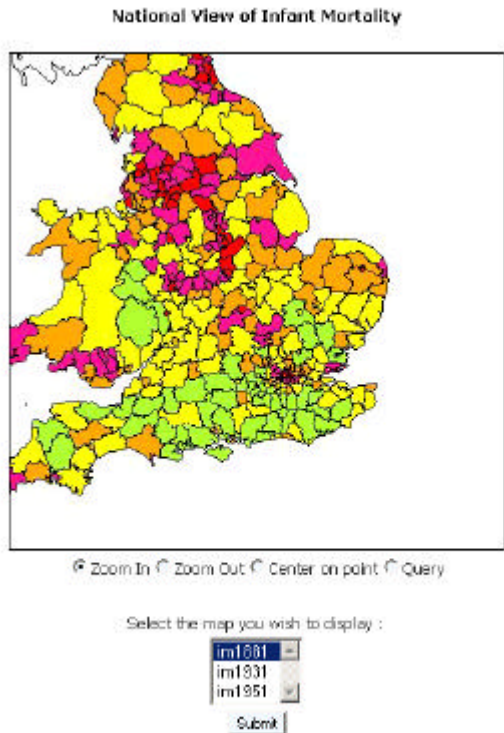 National View of Infant Mortality
Zoom In Zoom Out Center on point Query
Select the map you wish to display :
im1881
im1931
im1951
Submit